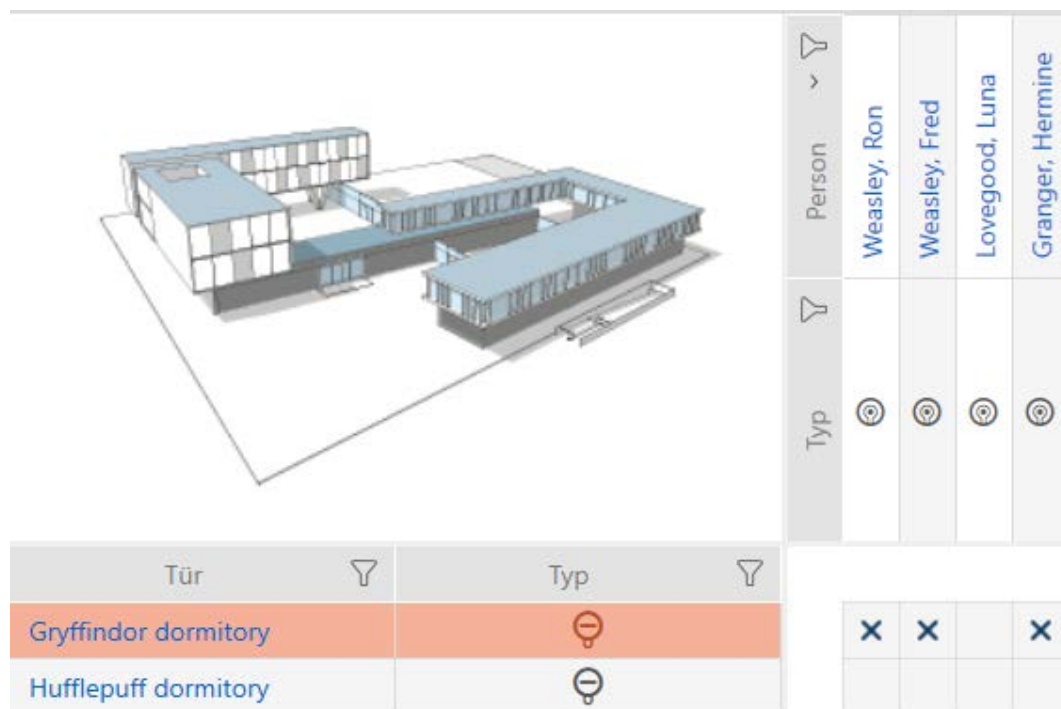 Person
Weasley, Ron
Weasley, Fred
Lovegood, Luna
Granger, Hermine
Typ
Tür
Typ
Gryffindor dormitory
Hufflepuff dormitory